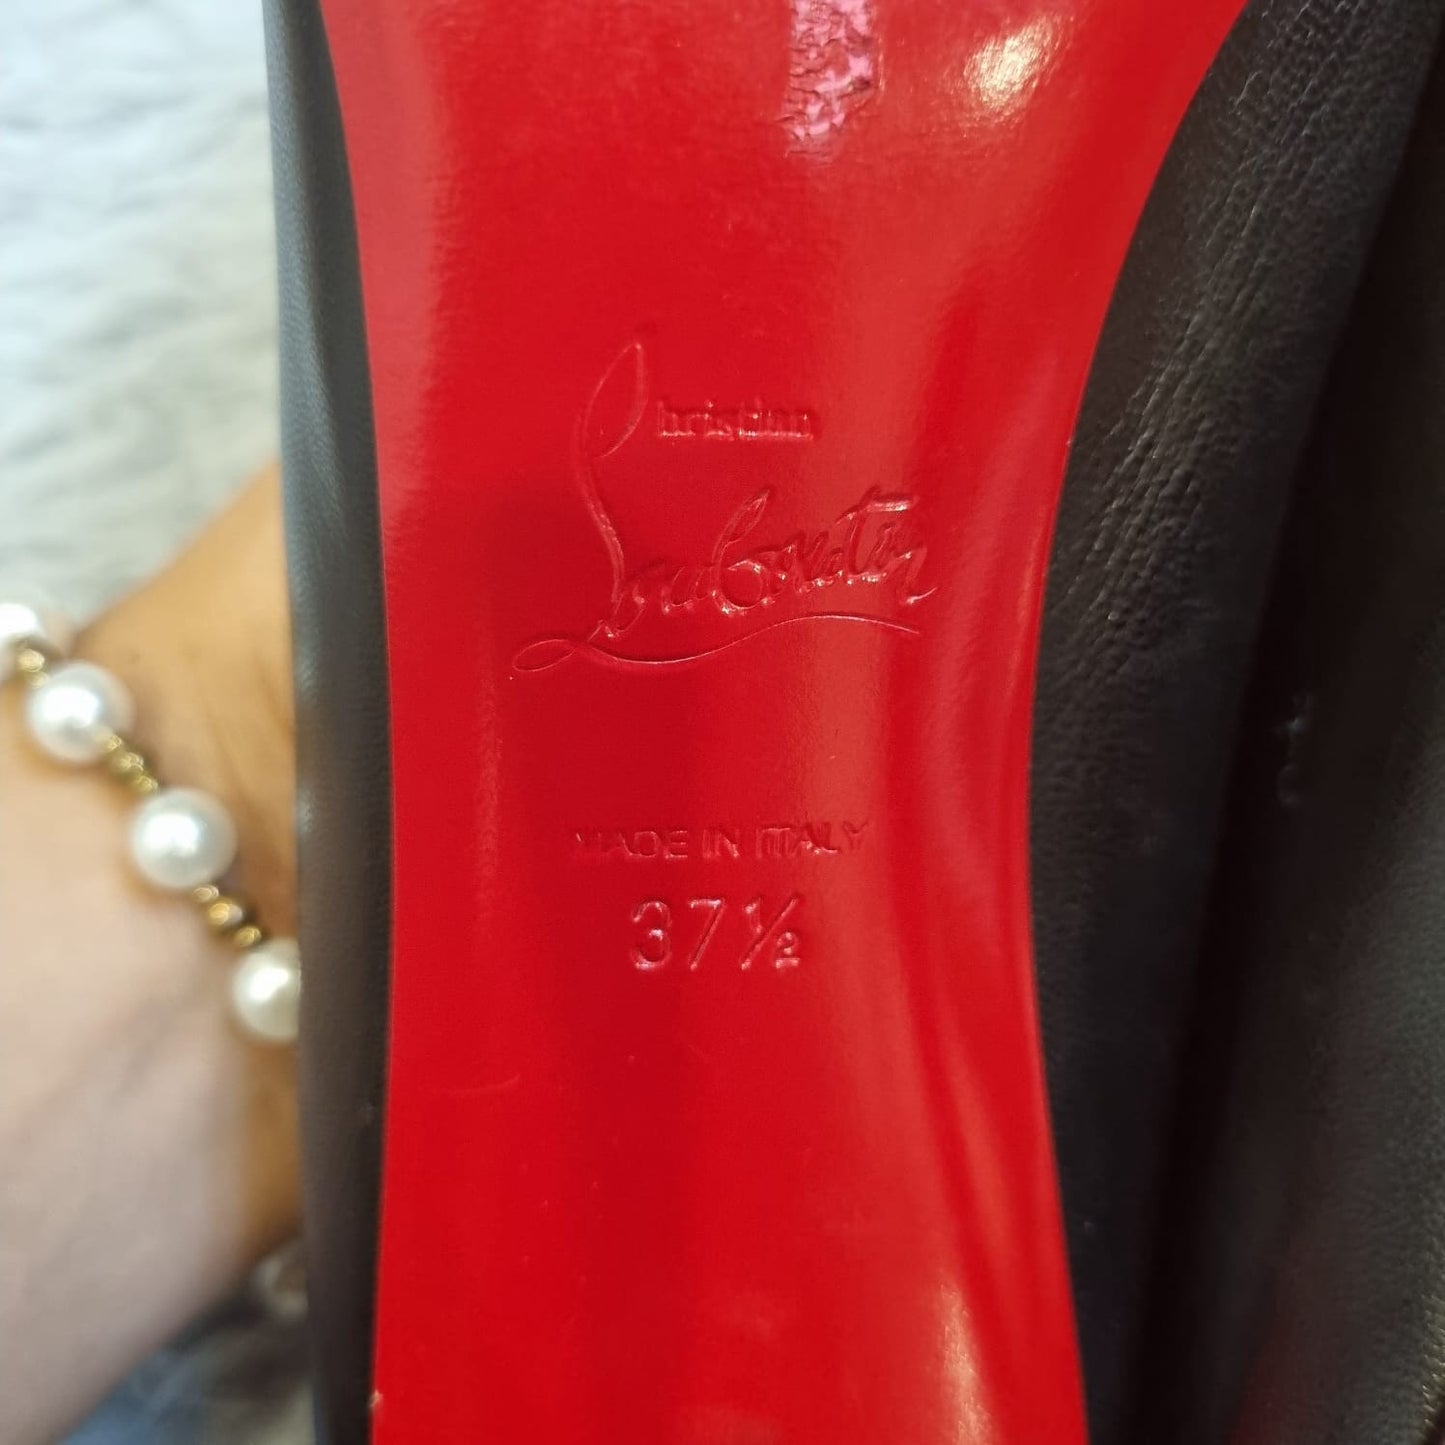 Christian
Louboutin
MADE IN ITALY
37½